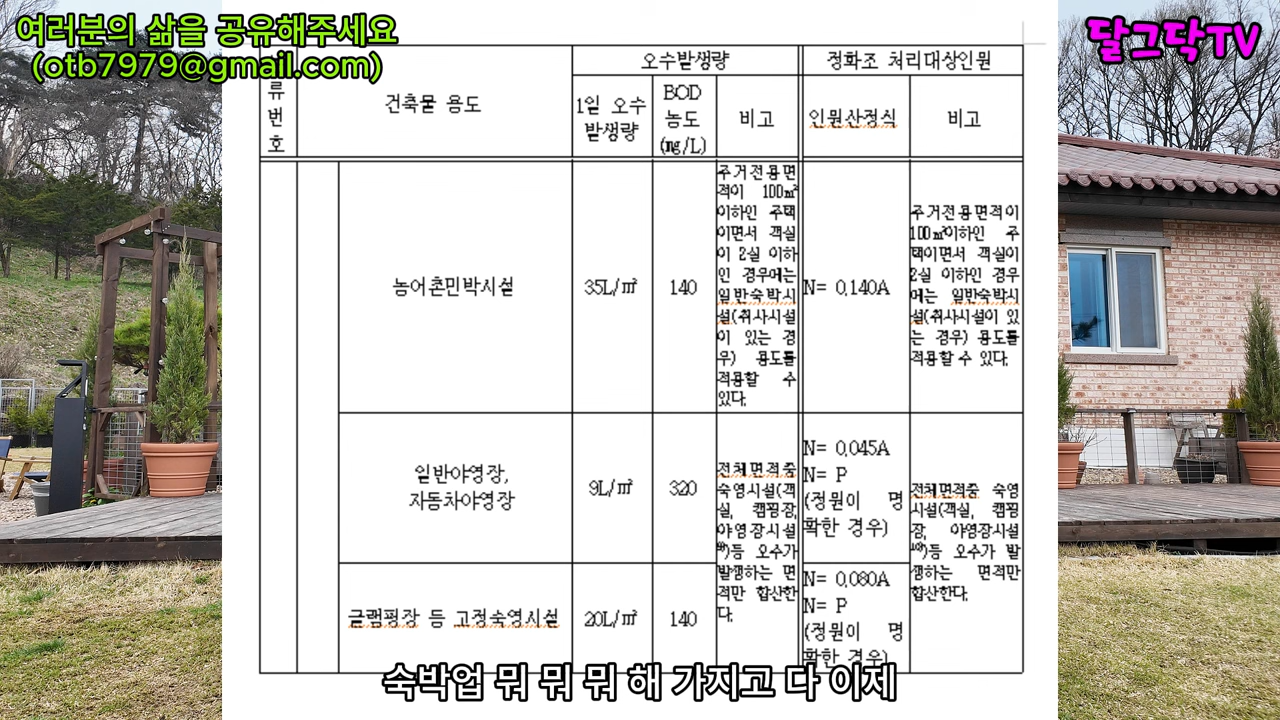 여러분의 삶을 공유해주세요
(otb7979@gmail.com)
달그닥TV
오수발생량
정화조 처리대상인원
류
번
호
건축물 용도
1일 오수
발생량
BOD
농도
(㎎/L)
비고
인원산정식
비고
농어촌민박시설
35L/㎡
140
주거전용면
적이 100㎡
이하인 주택
이면서 객실
이 2실 이하
인 경우에는
일반숙박시
설(취사시설
이 있는 경
우) 용도를
적용할 수
있다.
N= 0.140A
주거전용면적이
100㎡이하인 주
택이면서 객실이
2실 이하인 경우
에는 일반숙박시
설(취사시설이 있
는 경우) 용도를
적용할 수 있다.
일반야영장,
자동차야영장
9L/㎡
320
전체면적중
숙영시설(객
실, 캠핑장,
야영장시설
)등 오수가
발생하는 면
적만 합산한
다.
N= 0.045A
N= P
(정원이 명
확한 경우)
전체면적중 숙영
시설(객실, 캠핑
장, 야영장시설
)등 오수가 발
생하는 면적만
합산한다.
글램핑장 등 고정숙영시설
20L/㎡
140
N= 0.080A
N= P
(정원이 명
확한 경우)
숙박업 뭐 뭐 뭐 해 가지고 다 이제